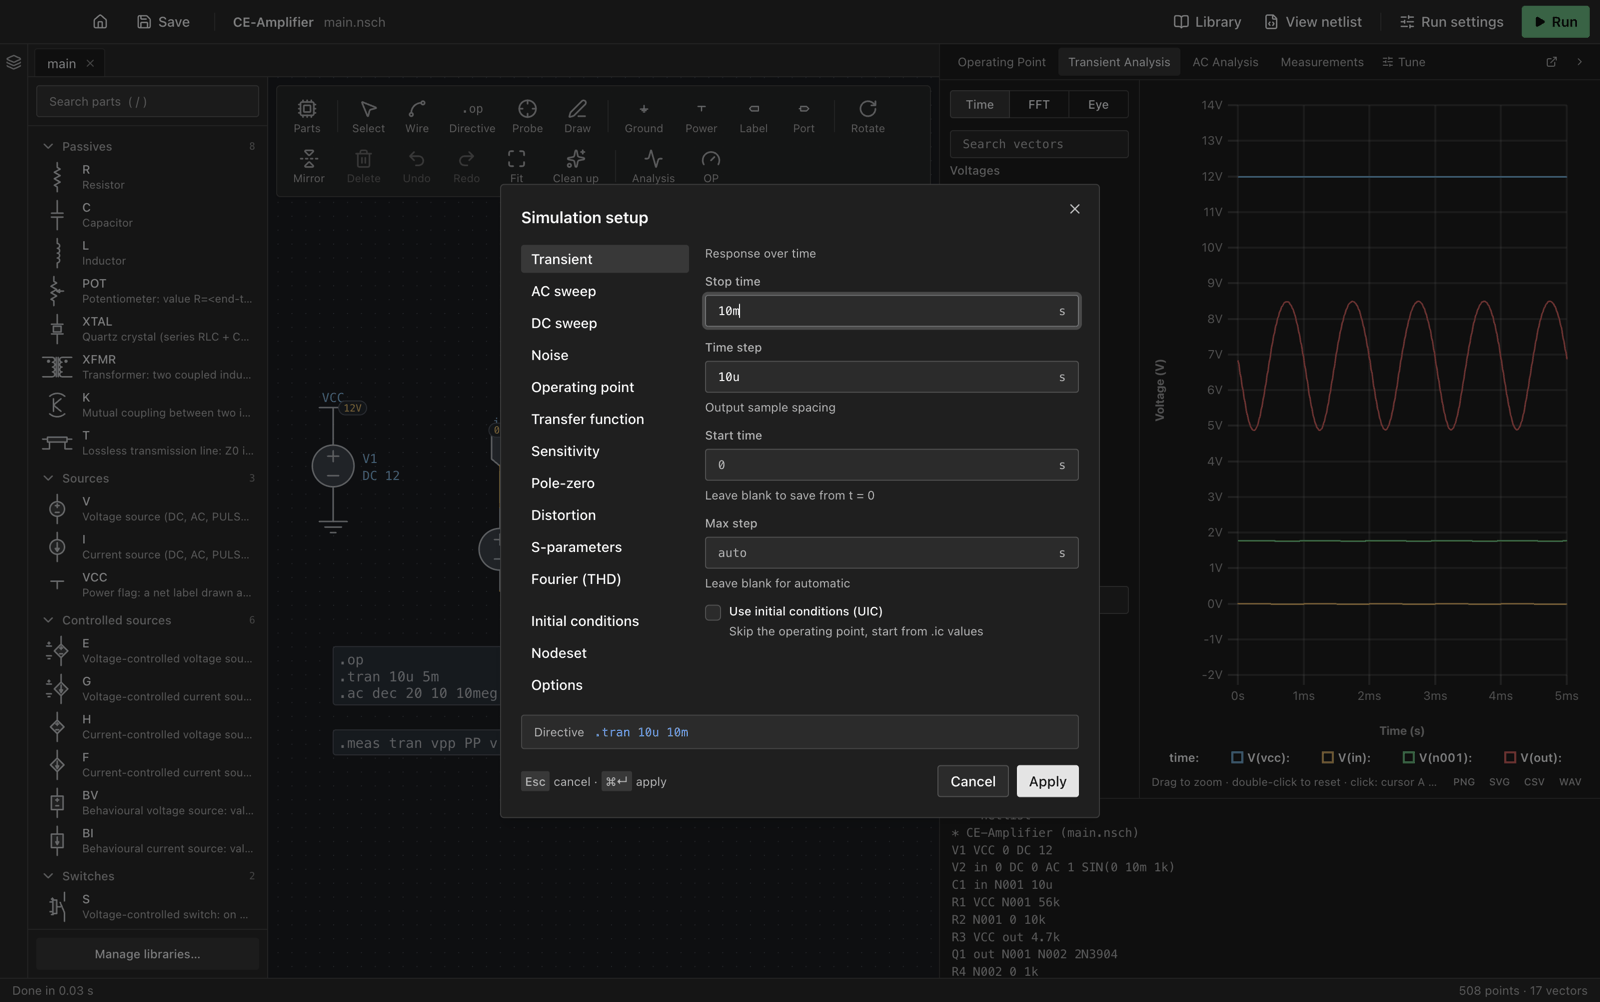 Save
CE-Amplifier main.nsch
Library
View netlist
Run settings
Run
main
Operating Point
Transient Analysis
AC Analysis
Measurements
Tune
Search parts ( / )
Passives 8
R
Resistor
C
Capacitor
L
Inductor
POT
Potentiometer: value R=<end-t...
XTAL
Quartz crystal (series RLC + C...
XFMR
Transformer: two coupled indu...
K
Mutual coupling between two i...
T
Lossless transmission line: Z0 i...
Sources 3
V
Voltage source (DC, AC, PULS...
I
Current source (DC, AC, PULS...
VCC
Power flag: a net label drawn a...
Controlled sources 6
E
Voltage-controlled voltage sou...
G
Voltage-controlled current sou...
H
Current-controlled voltage sou...
F
Current-controlled current sou...
BV
Behavioural voltage source: val...
BI
Behavioural current source: val...
Switches 2
S
Voltage-controlled switch: on ...
Manage libraries...
Parts
Select
Wire
.op
Directive
Probe
Draw
Ground
Power
Label
Port
Rotate
Mirror
Delete
Undo
Redo
Fit
Clean up
Analysis
OP
VCC
12V
V1
DC 12
.op
.tran 10u 5m
.ac dec 20 10 10meg
.meas tran vpp PP v
Simulation setup
Transient
AC sweep
DC sweep
Noise
Operating point
Transfer function
Sensitivity
Pole-zero
Distortion
S-parameters
Fourier (THD)
Initial conditions
Nodeset
Options
Response over time
Stop time
10m s
Time step
10u s
Output sample spacing
Start time
0 s
Leave blank to save from t = 0
Max step
auto s
Leave blank for automatic
Use initial conditions (UIC)
Skip the operating point, start from .ic values
Directive .tran 10u 10m
Esc cancel · ⌘↵ apply
Cancel
Apply
Time
FFT
Eye
Search vectors
Voltages
14V
13V
12V
11V
10V
9V
8V
7V
6V
5V
4V
3V
2V
1V
0V
-1V
-2V
Voltage (V)
0s 1ms 2ms 3ms 4ms 5ms
Time (s)
time: V(vcc): V(in): V(n001): V(out):
Drag to zoom · double-click to reset · click: cursor A ... PNG SVG CSV WAV
* CE-Amplifier (main.nsch)
V1 VCC 0 DC 12
V2 in 0 DC 0 AC 1 SIN(0 10m 1k)
C1 in N001 10u
R1 VCC N001 56k
R2 N001 0 10k
R3 VCC out 4.7k
Q1 out N001 N002 2N3904
R4 N002 0 1k
Done in 0.03 s
508 points · 17 vectors